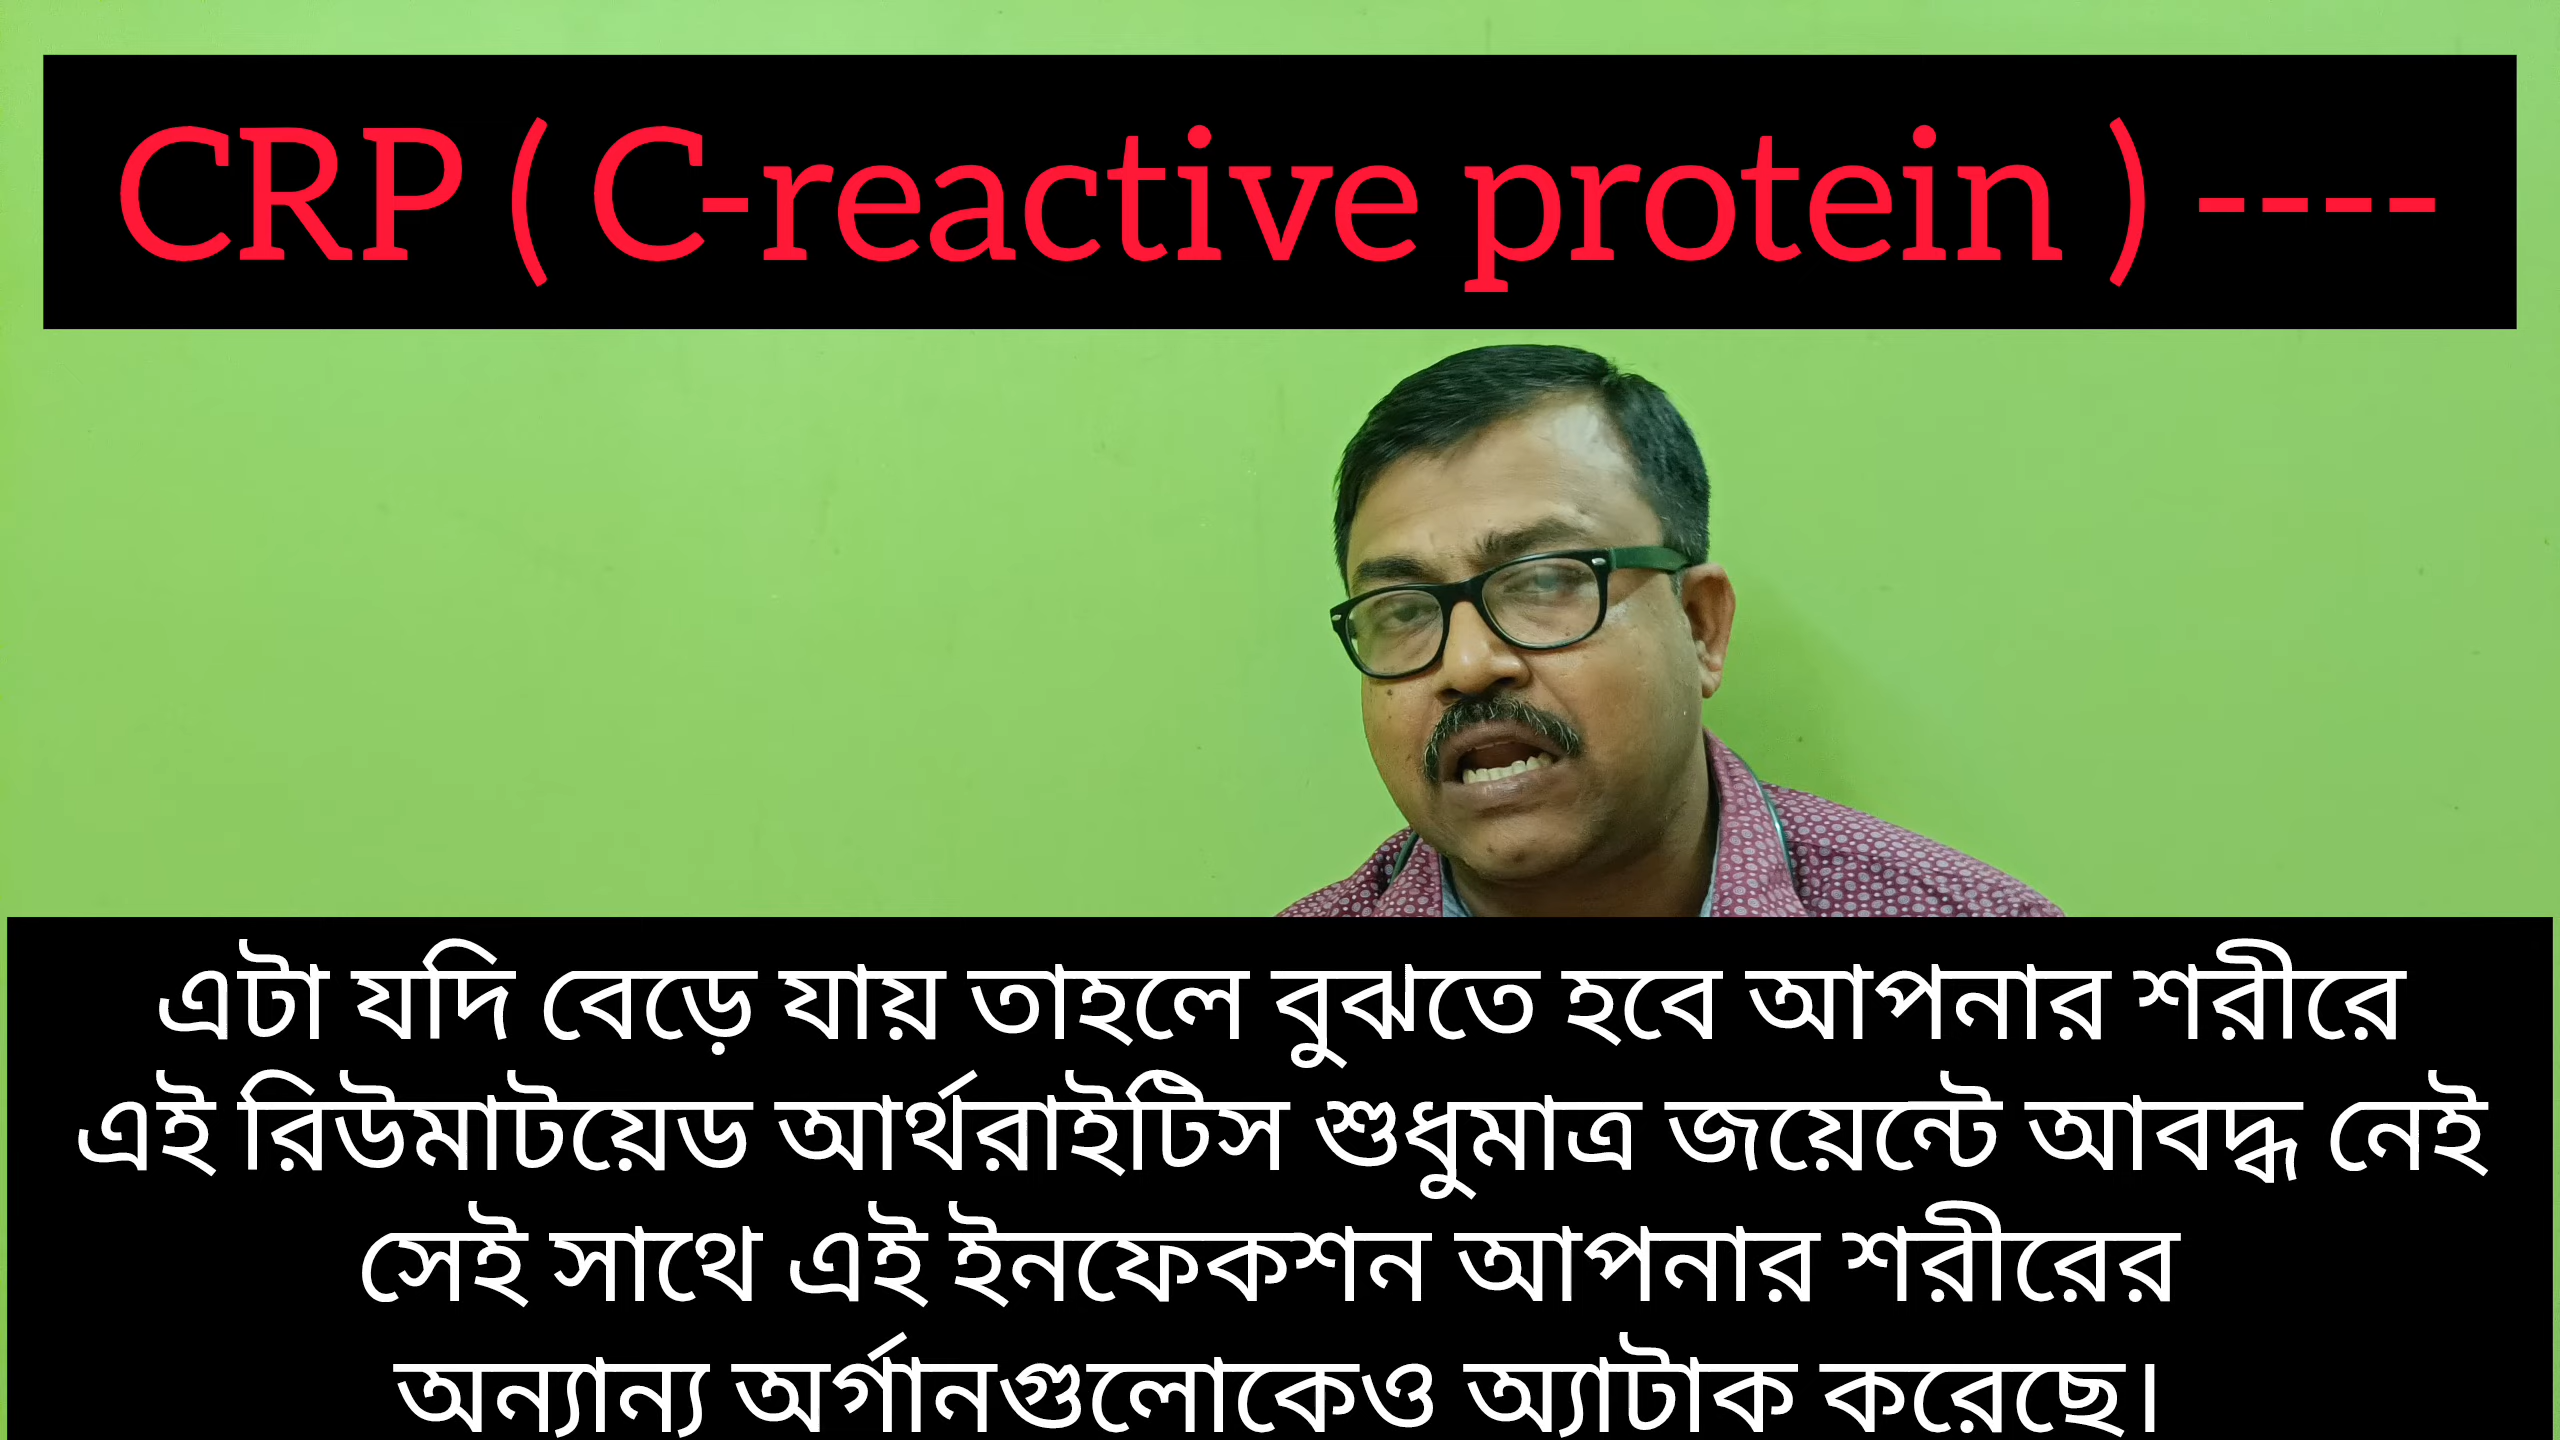 CRP ( C-reactive protein ) ----
এটা যদি বেড়ে যায় তাহলে বুঝতে হবে আপনার শরীরে
এই রিউমাটয়েড আর্থরাইটিস শুধুমাত্র জয়েন্টে আবদ্ধ নেই
সেই সাথে এই ইনফেকশন আপনার শরীরের
অন্যান্য অর্গানগুলোকেও অ্যাটাক করেছে।